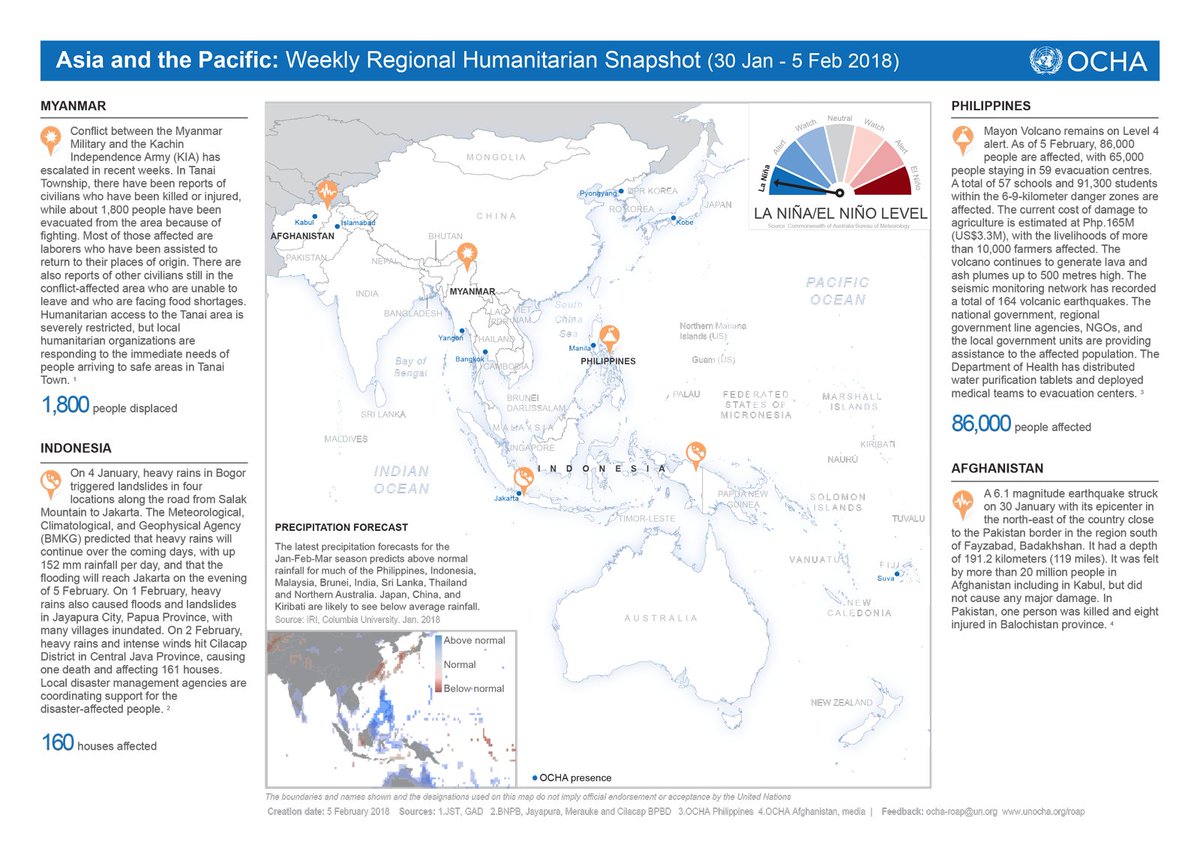 Asia and the Pacific: Weekly Regional Humanitarian Snapshot (30 Jan - 5 Feb 2018)
OCHA
MYANMAR
Conflict between the Myanmar
Military and the Kachin
Independence Army (KIA) has
escalated in recent weeks. In Tanai
Township, there have been reports of
civilians who have been killed or injured,
while about 1,800 people have been
evacuated from the area because of
fighting. Most of those affected are
laborers who have been assisted to
return to their places of origin. There are
also reports of other civilians still in the
conflict-affected area who are unable to
leave and who are facing food shortages.
Humanitarian access to the Tanai area is
severely restricted, but local
humanitarian organizations are
responding to the immediate needs of
people arriving to safe areas in Tanai
Town. 1
1,800 people displaced
INDONESIA
On 4 January, heavy rains in Bogor
triggered landslides in four
locations along the road from Salak
Mountain to Jakarta. The Meteorological,
Climatological, and Geophysical Agency
(BMKG) predicted that heavy rains will
continue over the coming days, with up
152 mm rainfall per day, and that the
flooding will reach Jakarta on the evening
of 5 February. On 1 February, heavy
rains also caused floods and landslides
in Jayapura City, Papua Province, with
many villages inundated. On 2 February,
heavy rains and intense winds hit Cilacap
District in Central Java Province, causing
one death and affecting 161 houses.
Local disaster management agencies are
coordinating support for the
disaster-affected people. 2
160 houses affected
MONGOLIA
CHINA
Pyongyang
DPR KOREA
RO KOREA
JAPAN
Kobe
Kabul
Islamabad
AFGHANISTAN
PAKISTAN
BHUTAN
NEPAL
INDIA
MYANMAR
BANGLADESH
LAO
PDR
VIET
NAM
Yangon
THAILAND
Bangkok
CAMBODIA
South
China
Sea
Manila
PHILIPPINES
Bay of
Bengal
SRI LANKA
MALDIVES
BRUNEI
DARUSSALAM
MALAYSIA
SINGAPORE
INDONESIA
Jakarta
INDIAN
OCEAN
PACIFIC
OCEAN
Northern Mariana
Islands (US)
Guam (US)
PALAU
FEDERATED
STATES OF
MICRONESIA
MARSHALL
ISLANDS
KIRIBATI
NAURU
PAPUA NEW
GUINEA
SOLOMON
ISLANDS
TUVALU
TIMOR-LESTE
VANUATU
FIJI
Suva
NEW
CALEDONIA
AUSTRALIA
NEW ZEALAND
La Niña
Alert
Watch
Neutral
Watch
Alert
El Niño
LA NIÑA/EL NIÑO LEVEL
Source: Commonwealth of Australia Bureau of Meteorology
PRECIPITATION FORECAST
The latest precipitation forecasts for the
Jan-Feb-Mar season predicts above normal
rainfall for much of the Philippines, Indonesia,
Malaysia, Brunei, India, Sri Lanka, Thailand
and Northern Australia. Japan, China, and
Kiribati are likely to see below average rainfall.
Source: IRI, Columbia University. Jan. 2018
Above normal
Normal
Below normal
OCHA presence
PHILIPPINES
Mayon Volcano remains on Level 4
alert. As of 5 February, 86,000
people are affected, with 65,000
people staying in 59 evacuation centres.
A total of 57 schools and 91,300 students
within the 6-9-kilometer danger zones are
affected. The current cost of damage to
agriculture is estimated at Php.165M
(US$3.3M), with the livelihoods of more
than 10,000 farmers affected. The
volcano continues to generate lava and
ash plumes up to 500 metres high. The
seismic monitoring network has recorded
a total of 164 volcanic earthquakes. The
national government, regional
government line agencies, NGOs, and
the local government units are providing
assistance to the affected population. The
Department of Health has distributed
water purification tablets and deployed
medical teams to evacuation centers. 3
86,000 people affected
AFGHANISTAN
A 6.1 magnitude earthquake struck
on 30 January with its epicenter in
the north-east of the country close
to the Pakistan border in the region south
of Fayzabad, Badakhshan. It had a depth
of 191.2 kilometers (119 miles). It was felt
by more than 20 million people in
Afghanistan including in Kabul, but did
not cause any major damage. In
Pakistan, one person was killed and eight
injured in Balochistan province. 4
The boundaries and names shown and the designations used on this map do not imply official endorsement or acceptance by the United Nations
Creation date: 5 February 2018 Sources: 1.JST, GAD 2.BNPB, Jayapura, Merauke and Cilacap BPBD 3.OCHA Philippines 4.OCHA Afghanistan, media | Feedback: ocha-roap@un.org www.unocha.org/roap